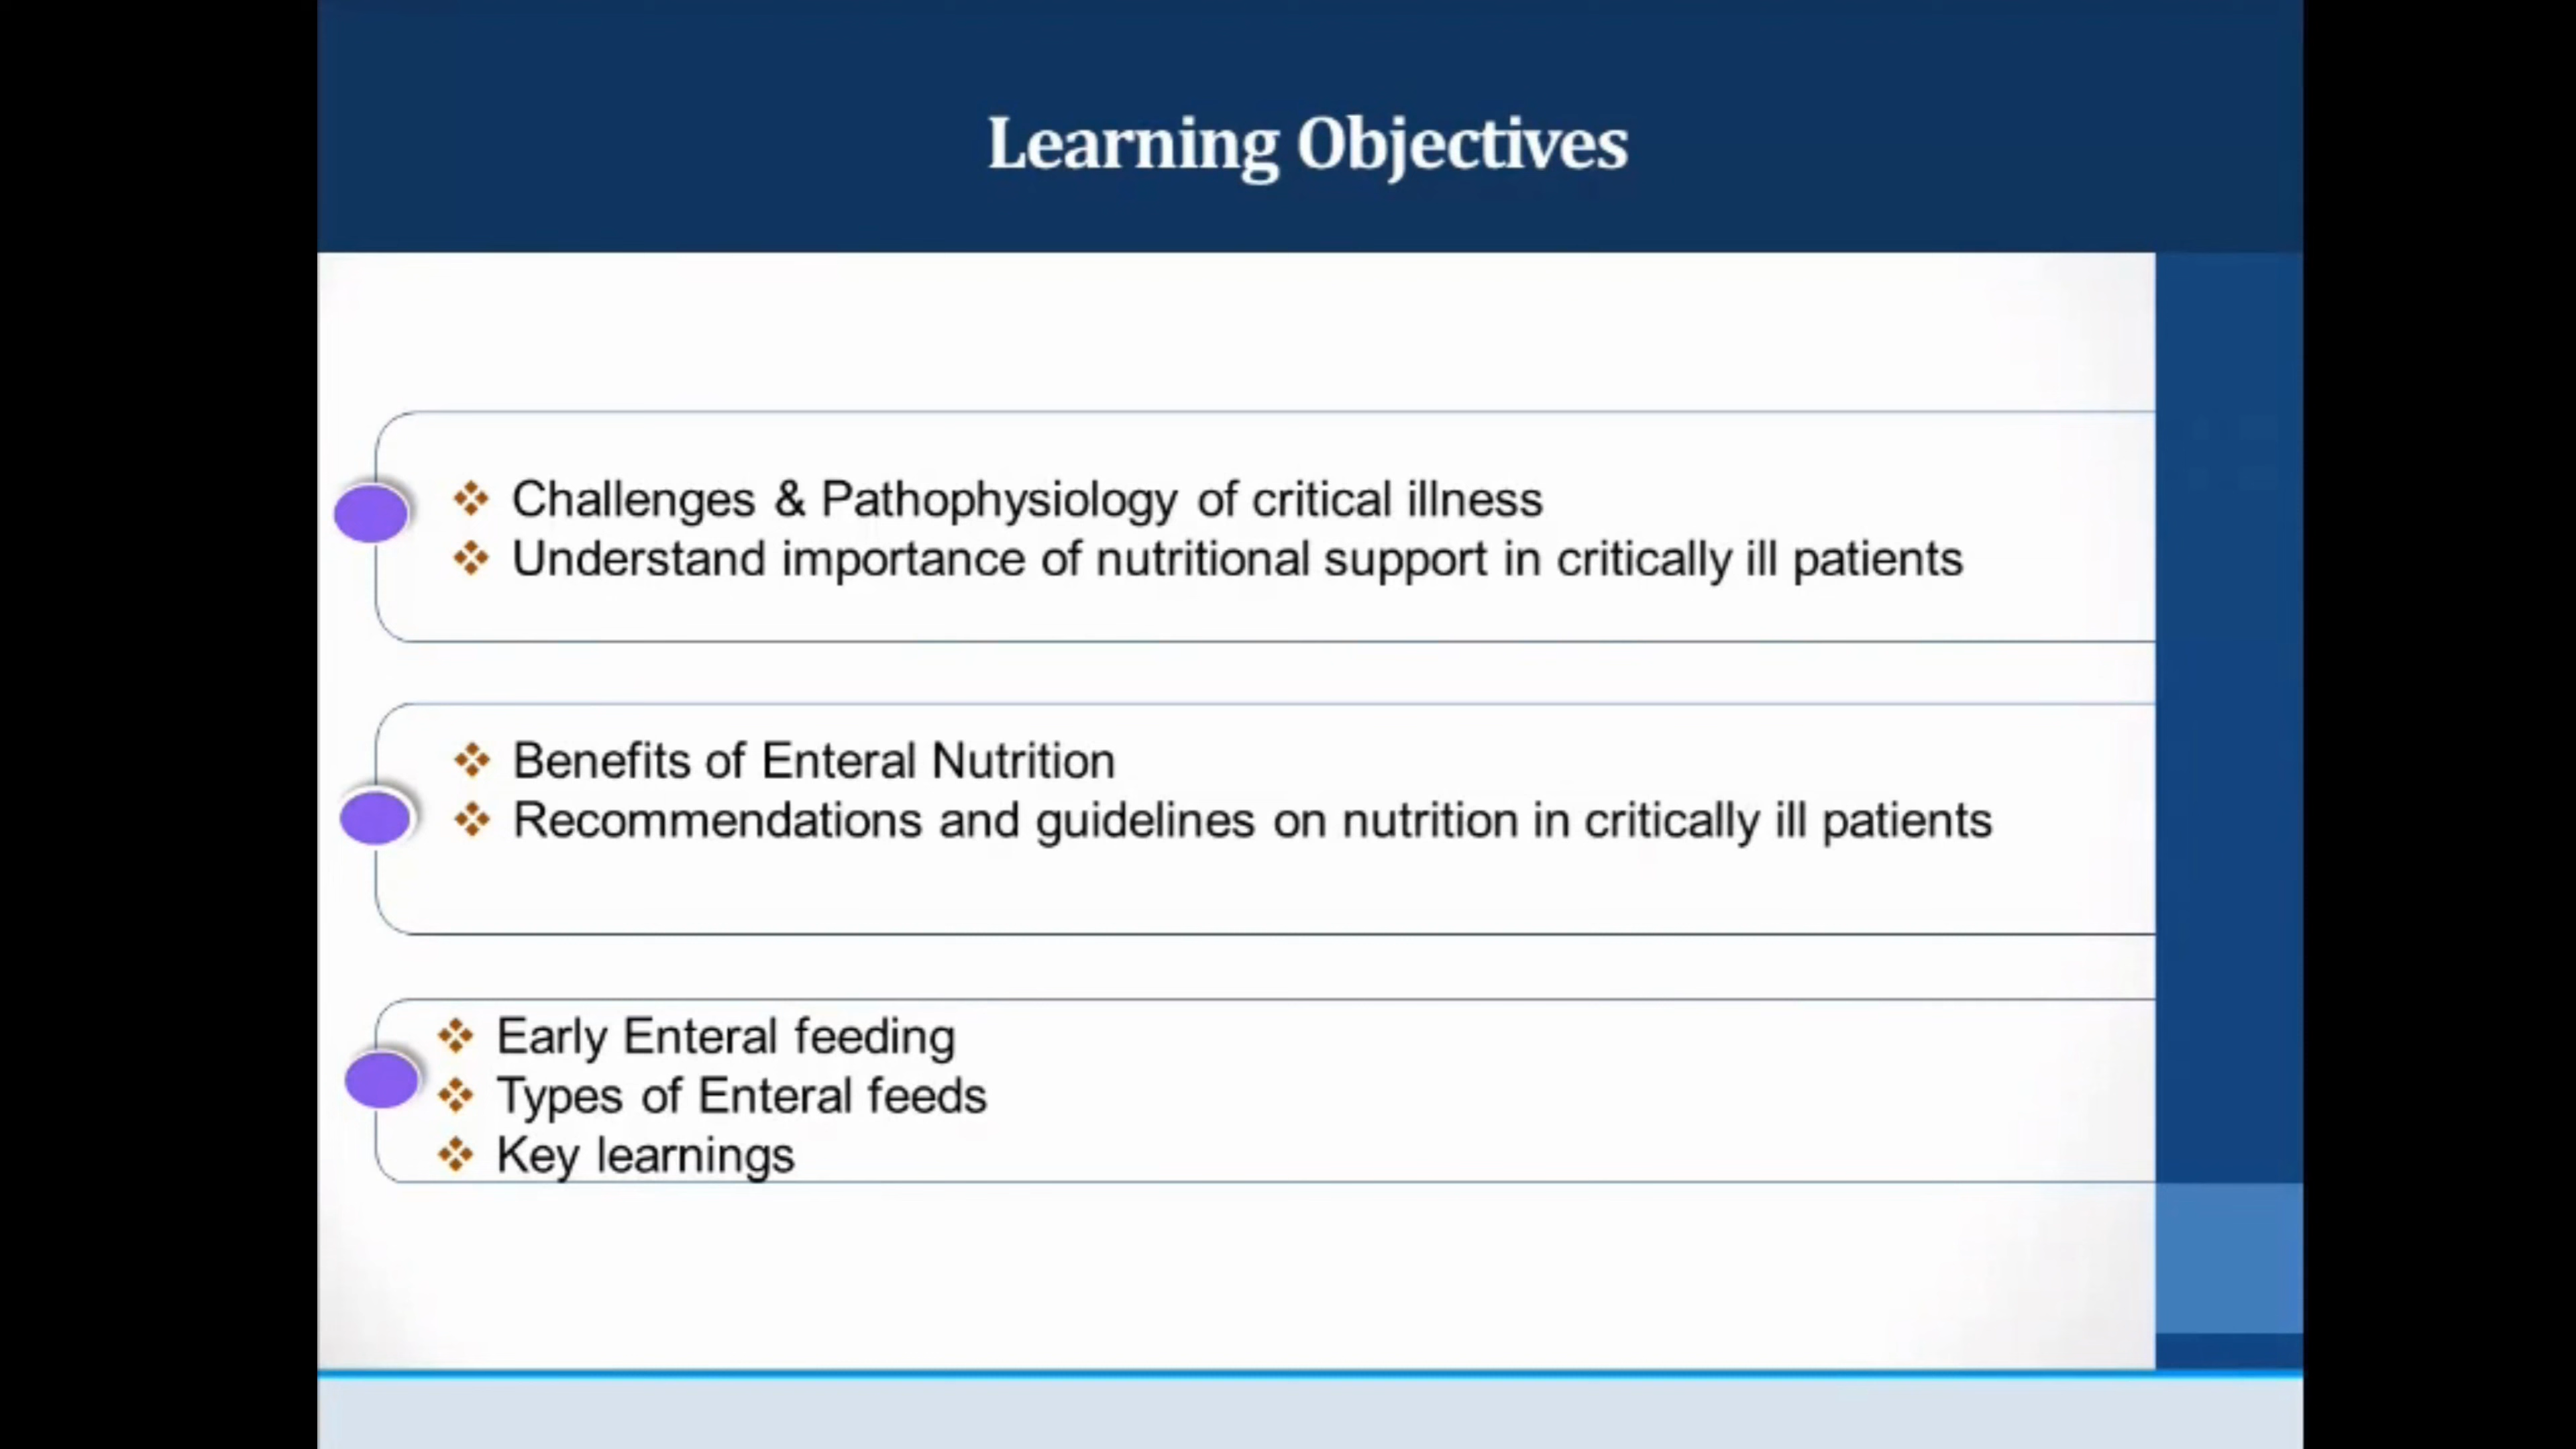 Learning Objectives
Challenges & Pathophysiology of critical illness
Understand importance of nutritional support in critically ill patients
Benefits of Enteral Nutrition
Recommendations and guidelines on nutrition in critically ill patients
Early Enteral feeding
Types of Enteral feeds
Key learnings